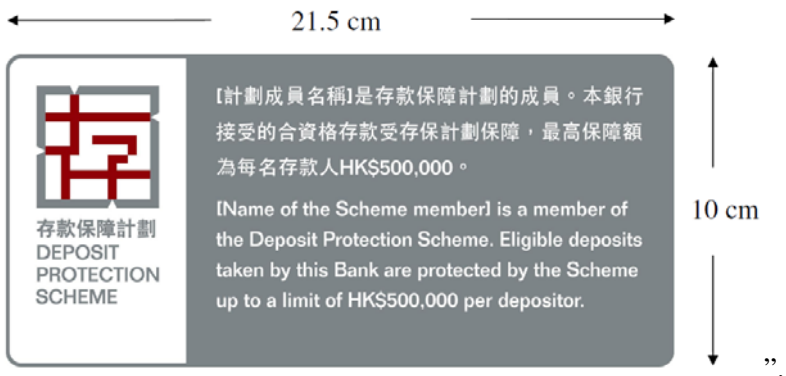 21.5 cm
存
[計劃成員名稱]是存款保障計劃的成員。本銀行
接受的合資格存款受存保計劃保障，最高保障額
為每名存款人HK$500,000。
[Name of the Scheme member] is a member of
the Deposit Protection Scheme. Eligible deposits
taken by this Bank are protected by the Scheme
up to a limit of HK$500,000 per depositor.
存款保障計劃
DEPOSIT
PROTECTION
SCHEME
10 cm
”.